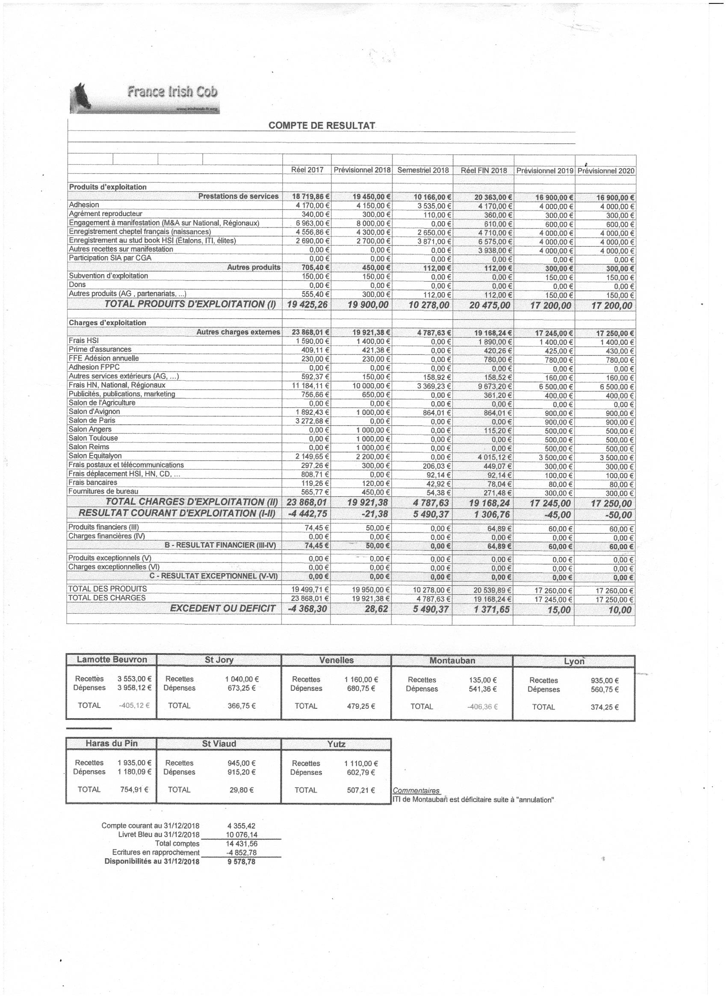 France Irish Cob
www.irishcob-fr.org
COMPTE DE RESULTAT
Réel 2017 Prévisionnel 2018 Semestriel 2018 Réel FIN 2018 Prévisionnel 2019 Prévisionnel 2020
Produits d'exploitation
Prestations de services 18 719,86 € 19 450,00 € 10 166,00 € 20 363,00 € 16 900,00 € 16 900,00 €
Adhesion 4 170,00 € 4 150,00 € 3 535,00 € 4 170,00 € 4 000,00 € 4 000,00 €
Agrément reproducteur 340,00 € 300,00 € 110,00 € 360,00 € 300,00 € 300,00 €
Engagement à manifestation (M&A sur National, Régionaux) 6 963,00 € 8 000,00 € 0,00 € 610,00 € 600,00 € 600,00 €
Enregistrement cheptel français (naissances) 4 556,86 € 4 300,00 € 2 650,00 € 4 710,00 € 4 000,00 € 4 000,00 €
Enregistrement au stud book HSI (Étalons, ITI, élites) 2 690,00 € 2 700,00 € 3 871,00 € 6 575,00 € 4 000,00 € 4 000,00 €
Autres recettes sur manifestation 0,00 € 0,00 € 0,00 € 3 938,00 € 4 000,00 € 4 000,00 €
Participation SIA par CGA 0,00 € 0,00 € 0,00 € 0,00 € 0,00 € 0,00 €
Autres produits 705,40 € 450,00 € 112,00 € 112,00 € 300,00 € 300,00 €
Subvention d'exploitation 150,00 € 150,00 € 0,00 € 0,00 € 150,00 € 150,00 €
Dons 0,00 € 0,00 € 0,00 € 0,00 € 0,00 € 0,00 €
Autres produits (AG , partenariats, ...) 555,40 € 300,00 € 112,00 € 112,00 € 150,00 € 150,00 €
TOTAL PRODUITS D'EXPLOITATION (I) 19 425,26 19 900,00 10 278,00 20 475,00 17 200,00 17 200,00
Charges d'exploitation
Autres charges externes 23 868,01 € 19 921,38 € 4 787,63 € 19 168,24 € 17 245,00 € 17 250,00 €
Frais HSI 1 590,00 € 1 400,00 € 0,00 € 1 890,00 € 1 400,00 € 1 400,00 €
Prime d'assurances 409,11 € 421,38 € 0,00 € 420,26 € 425,00 € 430,00 €
FFE Adésion annuelle 230,00 € 230,00 € 0,00 € 780,00 € 780,00 € 780,00 €
Adhesion FPPC 0,00 € 0,00 € 0,00 € 0,00 € 0,00 € 0,00 €
Autres services extérieurs (AG, ...) 592,37 € 150,00 € 158,92 € 158,52 € 160,00 € 160,00 €
Frais HN, National, Régionaux 11 184,11 € 10 000,00 € 3 369,23 € 9 673,20 € 6 500,00 € 6 500,00 €
Publicités, publications, marketing 756,66 € 650,00 € 0,00 € 361,20 € 400,00 € 400,00 €
Salon de l'Agriculture 0,00 € 0,00 € 0,00 € 0,00 € 0,00 € 0,00 €
Salon d'Avignon 1 892,43 € 1 000,00 € 864,01 € 864,01 € 900,00 € 900,00 €
Salon de Paris 3 272,68 € 0,00 € 0,00 € 0,00 € 900,00 € 900,00 €
Salon Angers 0,00 € 1 000,00 € 0,00 € 115,20 € 500,00 € 500,00 €
Salon Toulouse 0,00 € 1 000,00 € 0,00 € 0,00 € 500,00 € 500,00 €
Salon Reims 0,00 € 1 000,00 € 0,00 € 0,00 € 500,00 € 500,00 €
Salon Equitalyon 2 149,65 € 2 200,00 € 0,00 € 4 015,12 € 3 500,00 € 3 500,00 €
Frais postaux et télécommunications 297,26 € 300,00 € 206,03 € 449,07 € 300,00 € 300,00 €
Frais déplacement HSI, HN, CD, ... 808,71 € 0,00 € 92,14 € 92,14 € 100,00 € 100,00 €
Frais bancaires 119,26 € 120,00 € 42,92 € 78,04 € 80,00 € 80,00 €
Fournitures de bureau 565,77 € 450,00 € 54,38 € 271,48 € 300,00 € 300,00 €
TOTAL CHARGES D'EXPLOITATION (II) 23 868,01 19 921,38 4 787,63 19 168,24 17 245,00 17 250,00
RESULTAT COURANT D'EXPLOITATION (I-II) -4 442,75 -21,38 5 490,37 1 306,76 -45,00 -50,00
Produits financiers (III) 74,45 € 50,00 € 0,00 € 64,89 € 60,00 € 60,00 €
Charges financières (IV) 0,00 € 0,00 € 0,00 € 0,00 € 0,00 € 0,00 €
B - RESULTAT FINANCIER (III-IV) 74,45 € 50,00 € 0,00 € 64,89 € 60,00 € 60,00 €
Produits exceptionnels (V) 0,00 € 0,00 € 0,00 € 0,00 € 0,00 € 0,00 €
Charges exceptionnelles (VI) 0,00 € 0,00 € 0,00 € 0,00 € 0,00 € 0,00 €
C - RESULTAT EXCEPTIONNEL (V-VI) 0,00 € 0,00 € 0,00 € 0,00 € 0,00 € 0,00 €
TOTAL DES PRODUITS 19 499,71 € 19 950,00 € 10 278,00 € 20 539,89 € 17 260,00 € 17 260,00 €
TOTAL DES CHARGES 23 868,01 € 19 921,38 € 4 787,63 € 19 168,24 € 17 245,00 € 17 250,00 €
EXCEDENT OU DEFICIT -4 368,30 28,62 5 490,37 1 371,65 15,00 10,00
Lamotte Beuvron St Jory Venelles Montauban Lyon
Recettes 3 553,00 € Recettes 1 040,00 € Recettes 1 160,00 € Recettes 135,00 € Recettes 935,00 €
Dépenses 3 958,12 € Dépenses 673,25 € Dépenses 680,75 € Dépenses 541,36 € Dépenses 560,75 €
TOTAL -405,12 € TOTAL 366,75 € TOTAL 479,25 € TOTAL -406,36 € TOTAL 374,25 €
Haras du Pin St Viaud Yutz
Recettes 1 935,00 € Recettes 945,00 € Recettes 1 110,00 €
Dépenses 1 180,09 € Dépenses 915,20 € Dépenses 602,79 €
TOTAL 754,91 € TOTAL 29,80 € TOTAL 507,21 €
Commentaires
ITI de Montauban est déficitaire suite à "annulation"
Compte courant au 31/12/2018 4 355,42
Livret Bleu au 31/12/2018 10 076,14
Total comptes 14 431,56
Ecritures en rapprochement -4 852,78
Disponibilités au 31/12/2018 9 578,78